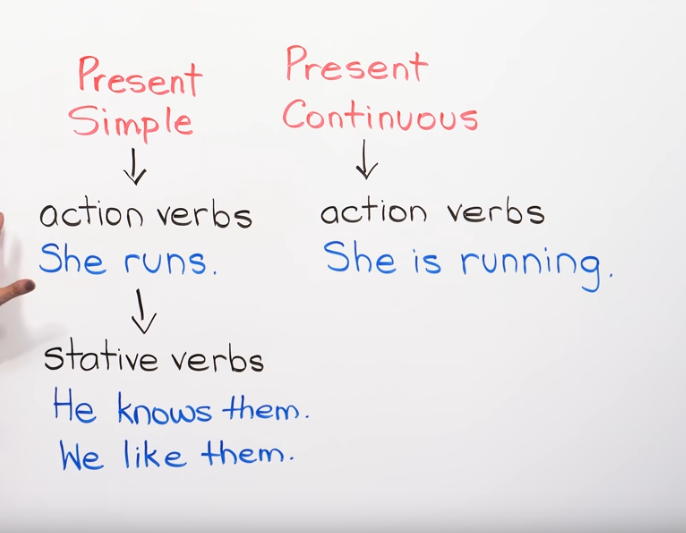 Present
Simple
action verbs
She runs.
stative verbs
He knows them.
We like them.
Present
Continuous
action verbs
She is running.